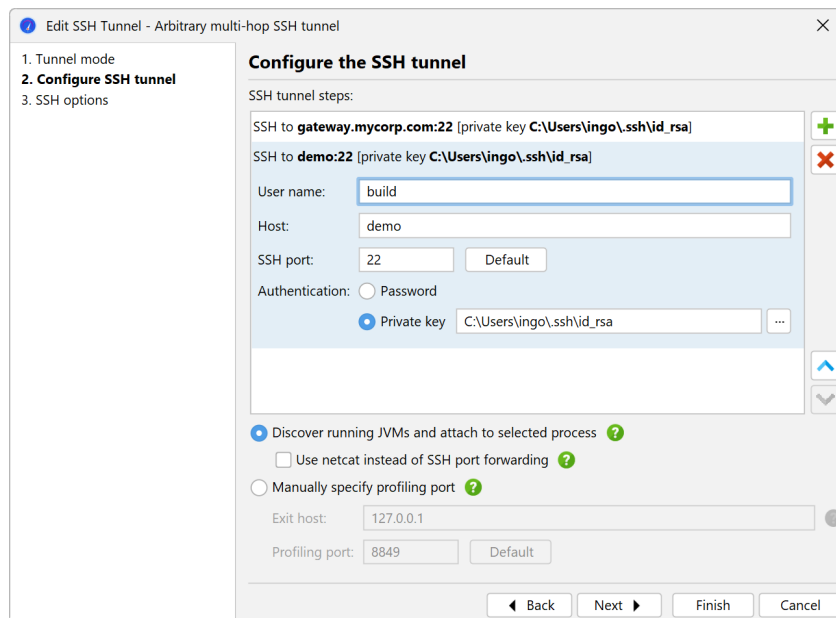 Edit SSH Tunnel - Arbitrary multi-hop SSH tunnel
1. Tunnel mode
2. Configure SSH tunnel
3. SSH options
Configure the SSH tunnel
SSH tunnel steps:
SSH to gateway.mycorp.com:22 [private key C:\Users\ingo\.ssh\id_rsa]
SSH to demo:22 [private key C:\Users\ingo\.ssh\id_rsa]
User name: build
Host: demo
SSH port: 22 Default
Authentication: Password
Private key C:\Users\ingo\.ssh\id_rsa ...
Discover running JVMs and attach to selected process ?
Use netcat instead of SSH port forwarding ?
Manually specify profiling port ?
Exit host: 127.0.0.1 ?
Profiling port: 8849 Default
Back Next Finish Cancel